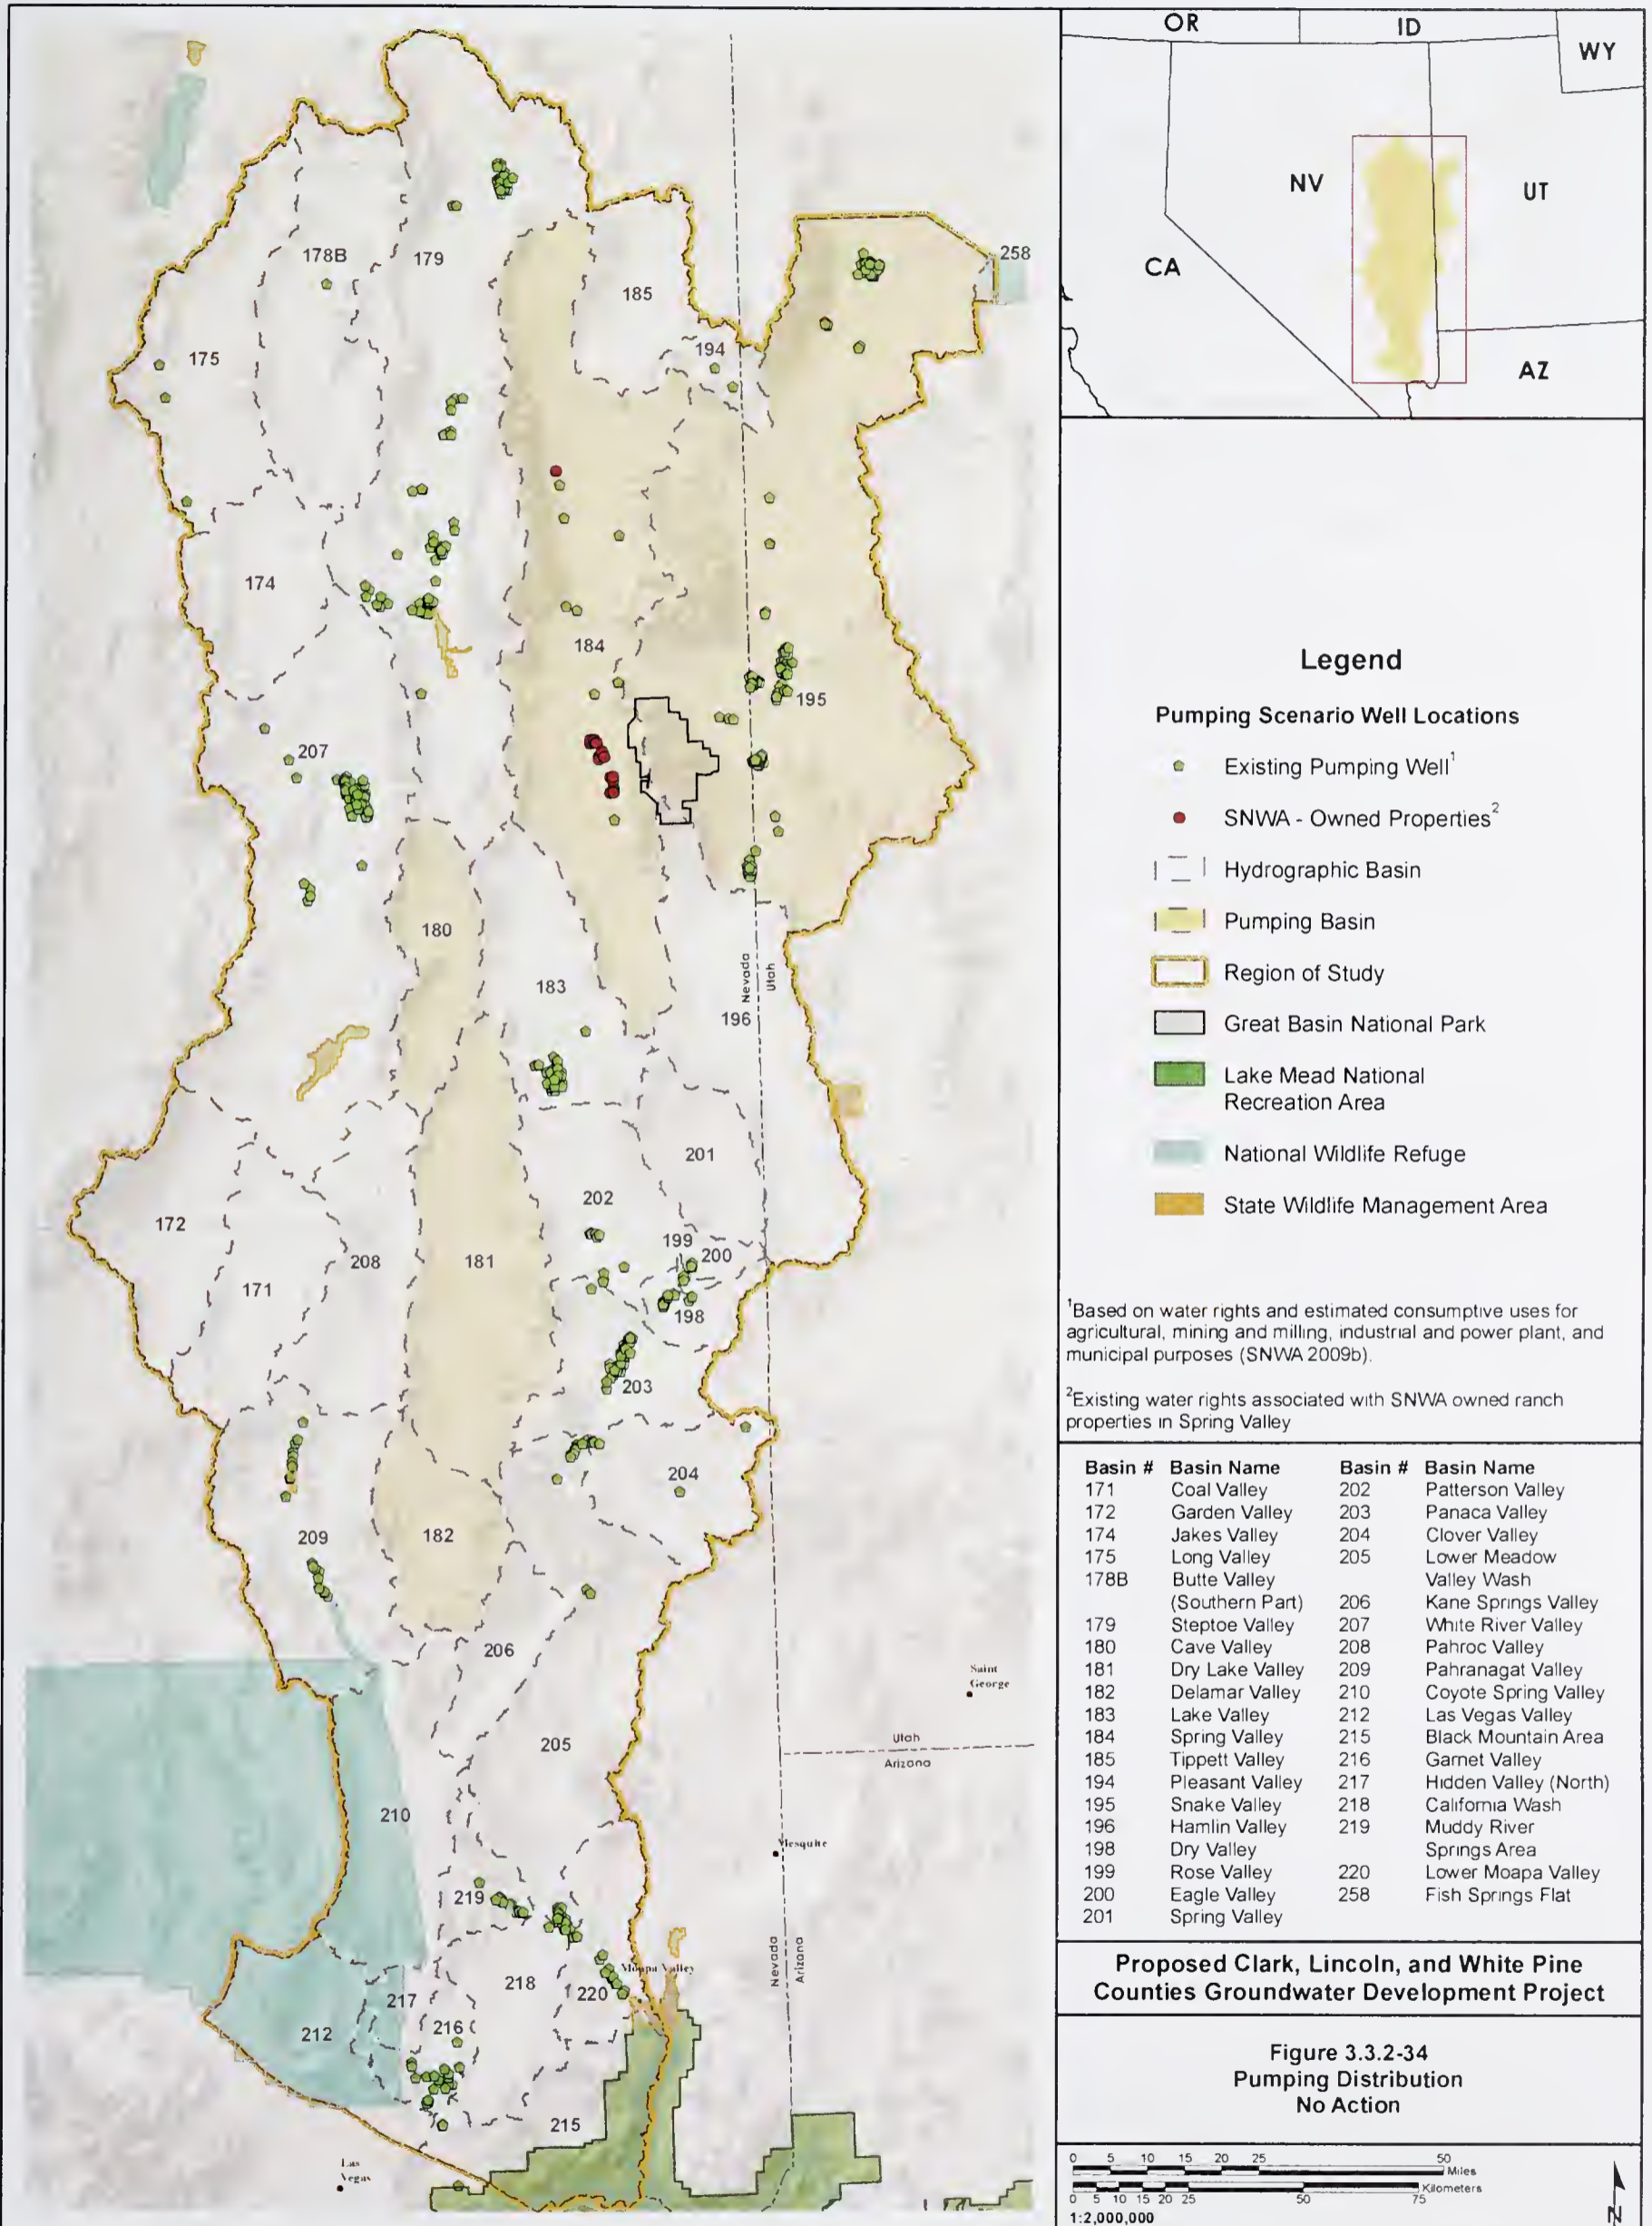 OR
ID
WY
NV
UT
CA
AZ
258
178B
179
185
194
175
174
184
195
207
180
183
196
Nevada
Utah
201
202
172
208
181
199
200
171
198
203
204
209
182
206
Saint
George
205
Utah
Arizona
210
Mesquite
219
Nevada
Arizona
Moapa Valley
218
220
217
216
212
215
Las
Vegas
Legend
Pumping Scenario Well Locations
Existing Pumping Well1
SNWA - Owned Properties2
Hydrographic Basin
Pumping Basin
Region of Study
Great Basin National Park
Lake Mead National
Recreation Area
National Wildlife Refuge
State Wildlife Management Area
1Based on water rights and estimated consumptive uses for
agricultural, mining and milling, industrial and power plant, and
municipal purposes (SNWA 2009b).
2Existing water rights associated with SNWA owned ranch
properties in Spring Valley
Basin # Basin Name Basin # Basin Name
171 Coal Valley 202 Patterson Valley
172 Garden Valley 203 Panaca Valley
174 Jakes Valley 204 Clover Valley
175 Long Valley 205 Lower Meadow
178B Butte Valley Valley Wash
(Southern Part) 206 Kane Springs Valley
179 Steptoe Valley 207 White River Valley
180 Cave Valley 208 Pahroc Valley
181 Dry Lake Valley 209 Pahranagat Valley
182 Delamar Valley 210 Coyote Spring Valley
183 Lake Valley 212 Las Vegas Valley
184 Spring Valley 215 Black Mountain Area
185 Tippett Valley 216 Garnet Valley
194 Pleasant Valley 217 Hidden Valley (North)
195 Snake Valley 218 California Wash
196 Hamlin Valley 219 Muddy River
198 Dry Valley Springs Area
199 Rose Valley 220 Lower Moapa Valley
200 Eagle Valley 258 Fish Springs Flat
201 Spring Valley
Proposed Clark, Lincoln, and White Pine
Counties Groundwater Development Project
Figure 3.3.2-34
Pumping Distribution
No Action
0 5 10 15 20 25 50
Miles
Kilometers
0 5 10 15 20 25 50 75
1:2,000,000
N